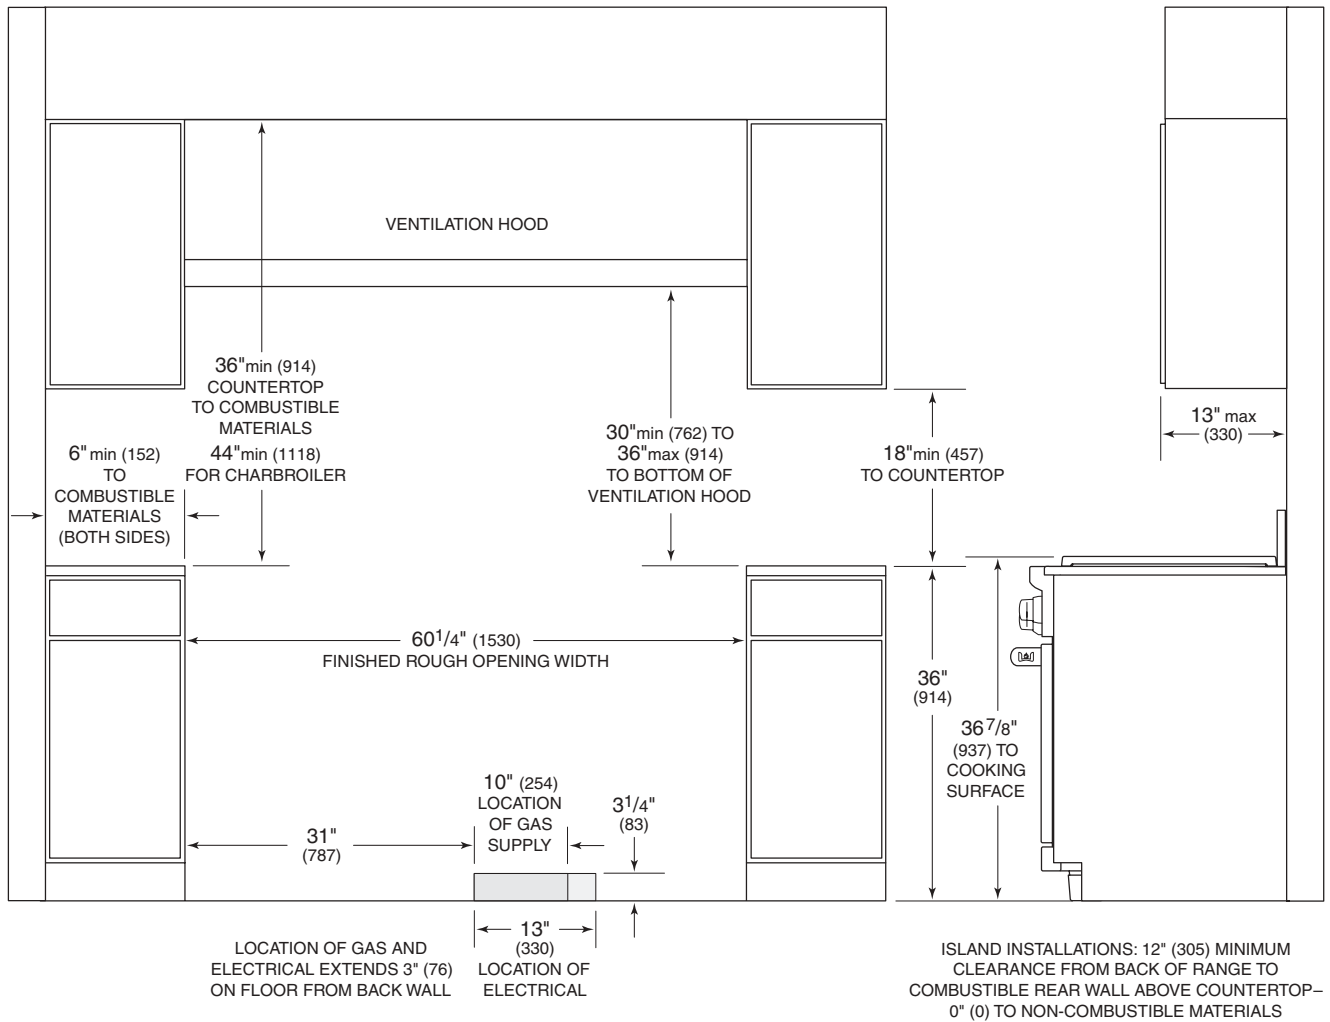 VENTILATION HOOD
36"min (914)
COUNTERTOP
TO COMBUSTIBLE
MATERIALS
44"min (1118)
FOR CHARBROILER
6"min (152)
TO
COMBUSTIBLE
MATERIALS
(BOTH SIDES)
30"min (762) TO
36"max (914)
TO BOTTOM OF
VENTILATION HOOD
18"min (457)
TO COUNTERTOP
13" max
(330)
60 1/4" (1530)
FINISHED ROUGH OPENING WIDTH
36"
(914)
36 7/8"
(937) TO
COOKING
SURFACE
10" (254)
LOCATION
OF GAS
SUPPLY
3 1/4"
(83)
31"
(787)
13"
(330)
LOCATION OF
ELECTRICAL
LOCATION OF GAS AND
ELECTRICAL EXTENDS 3" (76)
ON FLOOR FROM BACK WALL
ISLAND INSTALLATIONS: 12" (305) MINIMUM
CLEARANCE FROM BACK OF RANGE TO
COMBUSTIBLE REAR WALL ABOVE COUNTERTOP–
0" (0) TO NON-COMBUSTIBLE MATERIALS